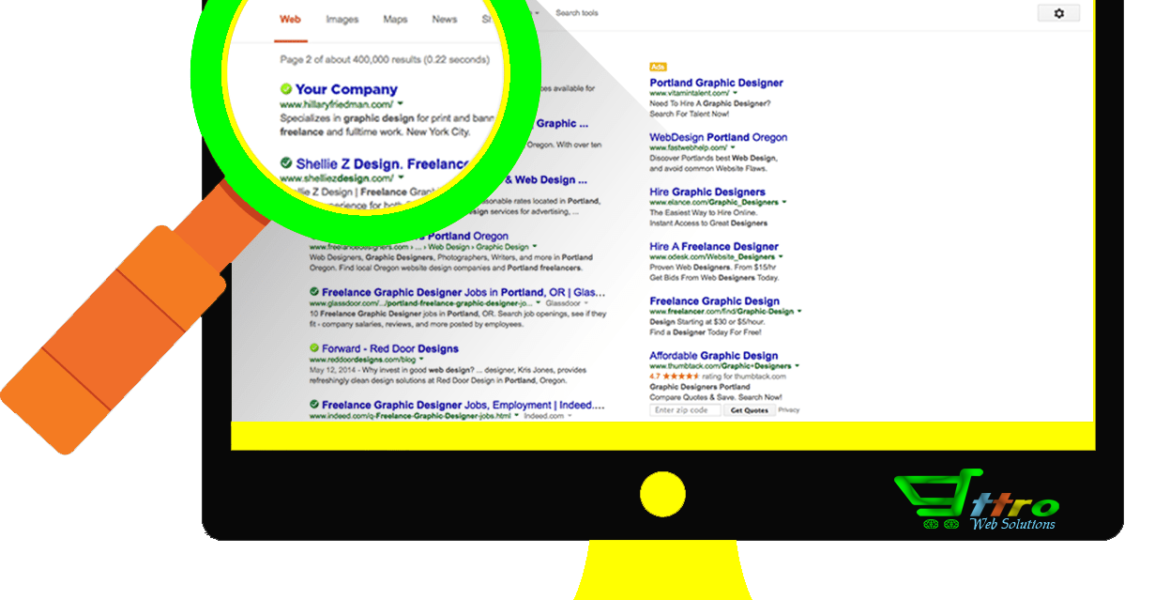 Web Images Maps News Search tools
Page 2 of about 400,000 results (0.22 seconds)
Your Company
www.hillaryfriedman.com/
Specializes in graphic design for print and bann
freelance and fulltime work. New York City.
Shellie Z Design. Freelance
www.shelliezdesign.com/
llie Z Design | Freelance
perience for both
ces available for
Graphic ...
Oregon. With over ten
& Web Design ...
sonable rates located in Portland,
sign services for advertising, ...
Portland Oregon
www.freelancedesigners.com › ... › Web Design › Graphic Design
Web Designers, Graphic Designers, Photographers, Writers, and more in Portland
Oregon. Find local Oregon website design companies and Portland freelancers.
Freelance Graphic Designer Jobs in Portland, OR | Glas...
www.glassdoor.com/.../portland-freelance-graphic-designer-jo... Glassdoor
10 Freelance Graphic Designer jobs in Portland, OR. Search job openings, see if they
fit - company salaries, reviews, and more posted by employees.
Forward - Red Door Designs
www.reddoordesigns.com/blog
May 12, 2014 - Why invest in good web design? ... designer, Kris Jones, provides
refreshingly clean design solutions at Red Door Design in Portland, Oregon.
Freelance Graphic Designer Jobs, Employment | Indeed....
www.indeed.com/q-Freelance-Graphic-Designer-jobs.html Indeed.com
Ads
Portland Graphic Designer
www.vitamintalent.com/
Need To Hire A Graphic Designer?
Search For Talent Now!
WebDesign Portland Oregon
www.fastwebhelp.com/
Discover Portlands best Web Design,
and avoid common Website Flaws.
Hire Graphic Designers
www.elance.com/Graphic_Designers
The Easiest Way to Hire Online.
Instant Access to Great Designers
Hire A Freelance Designer
www.odesk.com/Website_Designers
Proven Web Designers. From $15/hr
Get Bids From Web Designers Today.
Freelance Graphic Design
www.freelancer.com/find/Graphic-Design
Design Starting at $30 or $5/hour.
Find a Designer Today For Free!
Affordable Graphic Design
www.thumbtack.com/Graphic+Designers
4.7 ★★★★★ rating for thumbtack.com
Graphic Designers Portland
Compare Quotes & Save. Search Now!
Enter zip code Get Quotes Privacy
ttro
Web Solutions